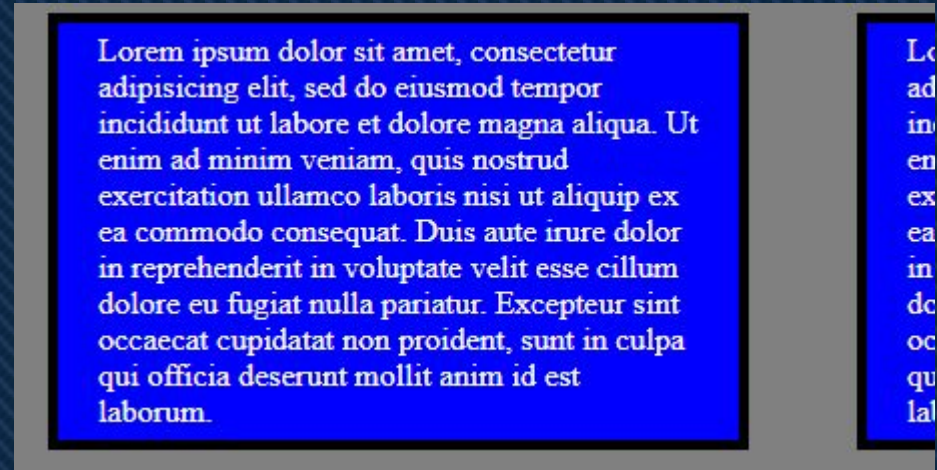 Lorem ipsum dolor sit amet, consectetur
adipisicing elit, sed do eiusmod tempor
incididunt ut labore et dolore magna aliqua. Ut
enim ad minim veniam, quis nostrud
exercitation ullamco laboris nisi ut aliquip ex
ea commodo consequat. Duis aute irure dolor
in reprehenderit in voluptate velit esse cillum
dolore eu fugiat nulla pariatur. Excepteur sint
occaecat cupidatat non proident, sunt in culpa
qui officia deserunt mollit anim id est
laborum.